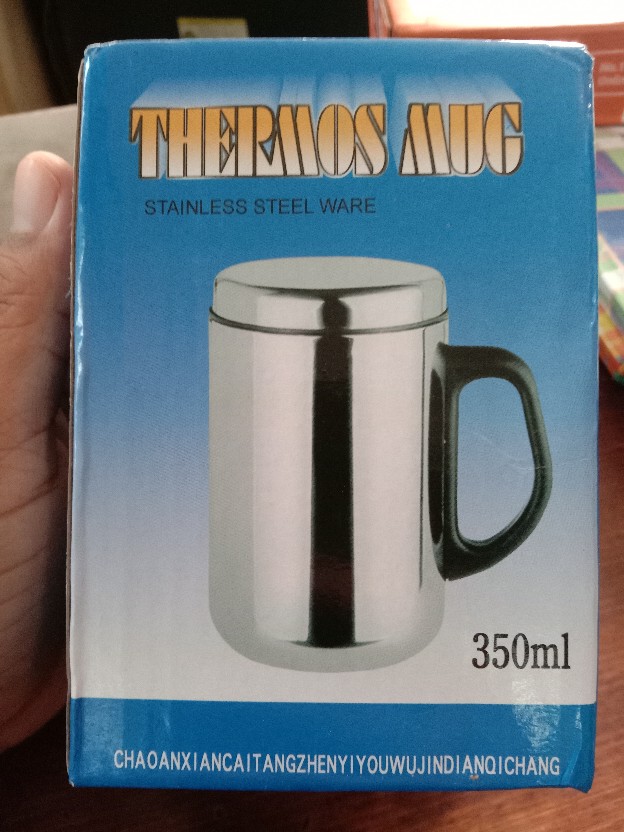 THERMOS MUG
STAINLESS STEEL WARE
350ml
CHAOANXIANCAITANGZHENYIYOUWUJINDIANQICHANG